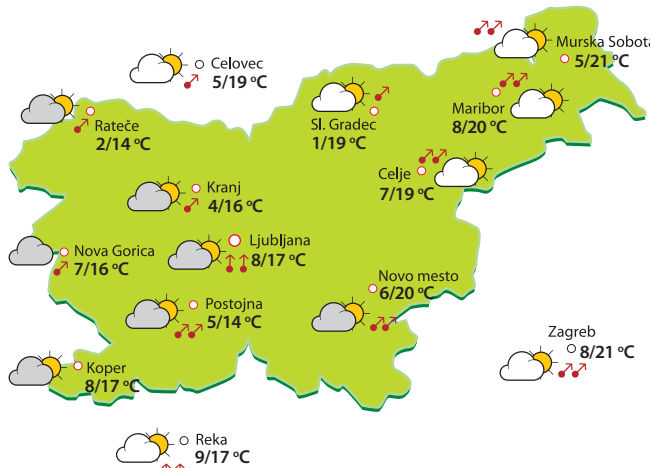 Murska Sobota
5/21 °C
Celovec
5/19 °C
Maribor
8/20 °C
Sl. Gradec
1/19 °C
Rateče
2/14 °C
Celje
7/19 °C
Kranj
4/16 °C
Ljubljana
8/17 °C
Nova Gorica
7/16 °C
Novo mesto
6/20 °C
Postojna
5/14 °C
Zagreb
8/21 °C
Koper
8/17 °C
Reka
9/17 °C